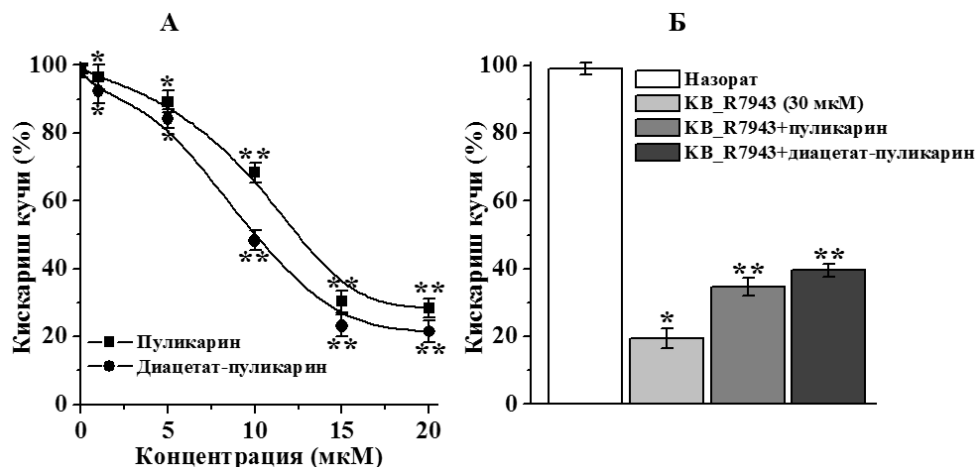 А
Кискариш кучи (%)
100
80
60
40
20
0
* * * * ** ** ** ** ** **
Пуликарин
Диацетат-пуликарин
0 5 10 15 20
Концентрация (мкМ)
Б
Кискариш кучи (%)
100
80
60
40
20
0
Назорат
KB_R7943 (30 мкМ)
KB_R7943+пуликарин
KB_R7943+диацетат-пуликарин
* ** **